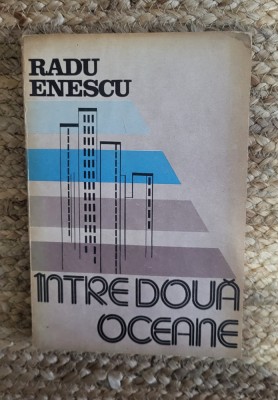 RADU
ENESCU
ÎNTRE DOUĂ
OCEANE